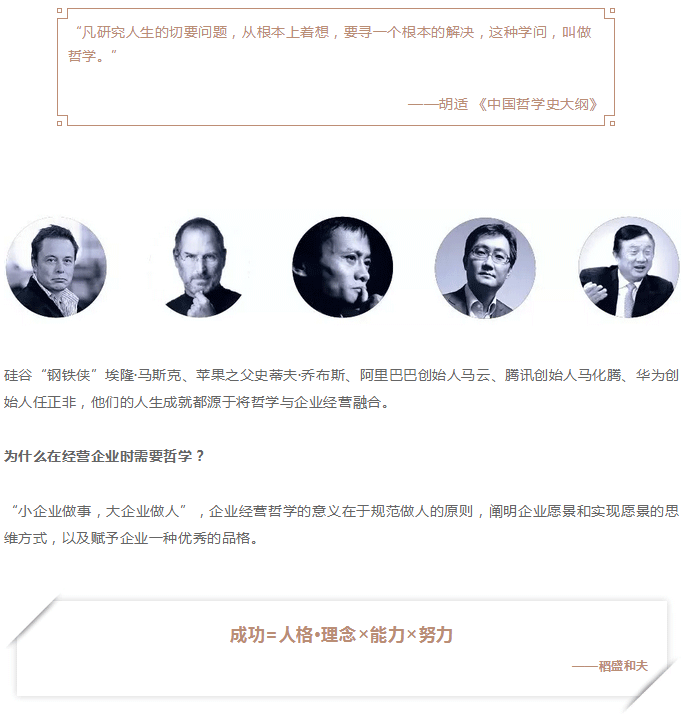 “凡研究人生的切要问题，从根本上着想，要寻一个根本的解决，这种学问，叫做
哲学。”
——胡适 《中国哲学史大纲》
硅谷“钢铁侠”埃隆·马斯克、苹果之父史蒂夫·乔布斯、阿里巴巴创始人马云、腾讯创始人马化腾、华为创
始人任正非，他们的人生成就都源于将哲学与企业经营融合。
为什么在经营企业时需要哲学？
“小企业做事，大企业做人”，企业经营哲学的意义在于规范做人的原则，阐明企业愿景和实现愿景的思
维方式，以及赋予企业一种优秀的品格。
成功=人格•理念×能力×努力
——稻盛和夫